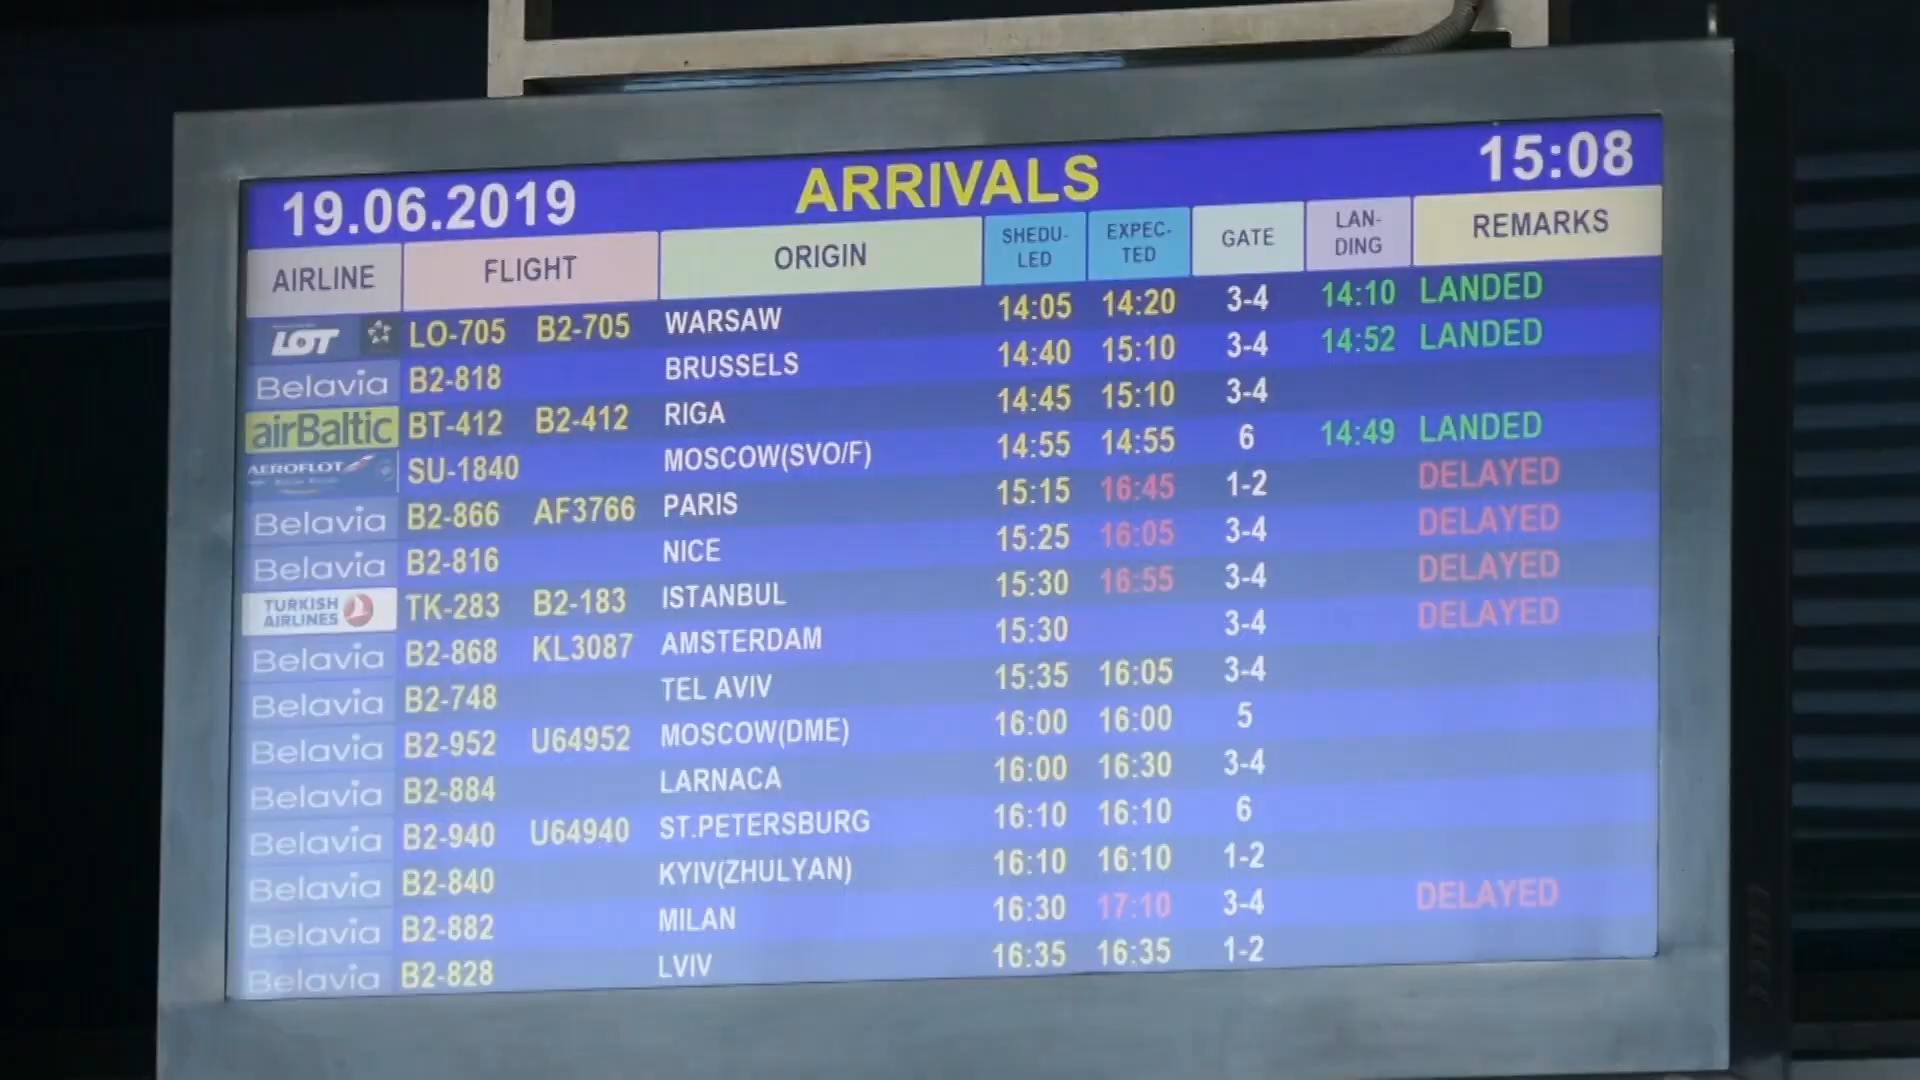 19.06.2019 ARRIVALS 15:08
AIRLINE FLIGHT ORIGIN SHEDU-LED EXPEC-TED GATE LAN-DING REMARKS
LOT LO-705 B2-705 WARSAW 14:05 14:20 3-4 14:10 LANDED
Belavia B2-818 BRUSSELS 14:40 15:10 3-4 14:52 LANDED
airBaltic BT-412 B2-412 RIGA 14:45 15:10 3-4
AEROFLOT SU-1840 MOSCOW(SVO/F) 14:55 14:55 6 14:49 LANDED
Belavia B2-866 AF3766 PARIS 15:15 16:45 1-2 DELAYED
Belavia B2-816 NICE 15:25 16:05 3-4 DELAYED
TURKISH AIRLINES TK-283 B2-183 ISTANBUL 15:30 16:55 3-4 DELAYED
Belavia B2-868 KL3087 AMSTERDAM 15:30 3-4 DELAYED
Belavia B2-748 TEL AVIV 15:35 16:05 3-4
Belavia B2-952 U64952 MOSCOW(DME) 16:00 16:00 5
Belavia B2-884 LARNACA 16:00 16:30 3-4
Belavia B2-940 U64940 ST.PETERSBURG 16:10 16:10 6
Belavia B2-840 KYIV(ZHULYAN) 16:10 16:10 1-2
Belavia B2-882 MILAN 16:30 17:10 3-4 DELAYED
Belavia B2-828 LVIV 16:35 16:35 1-2